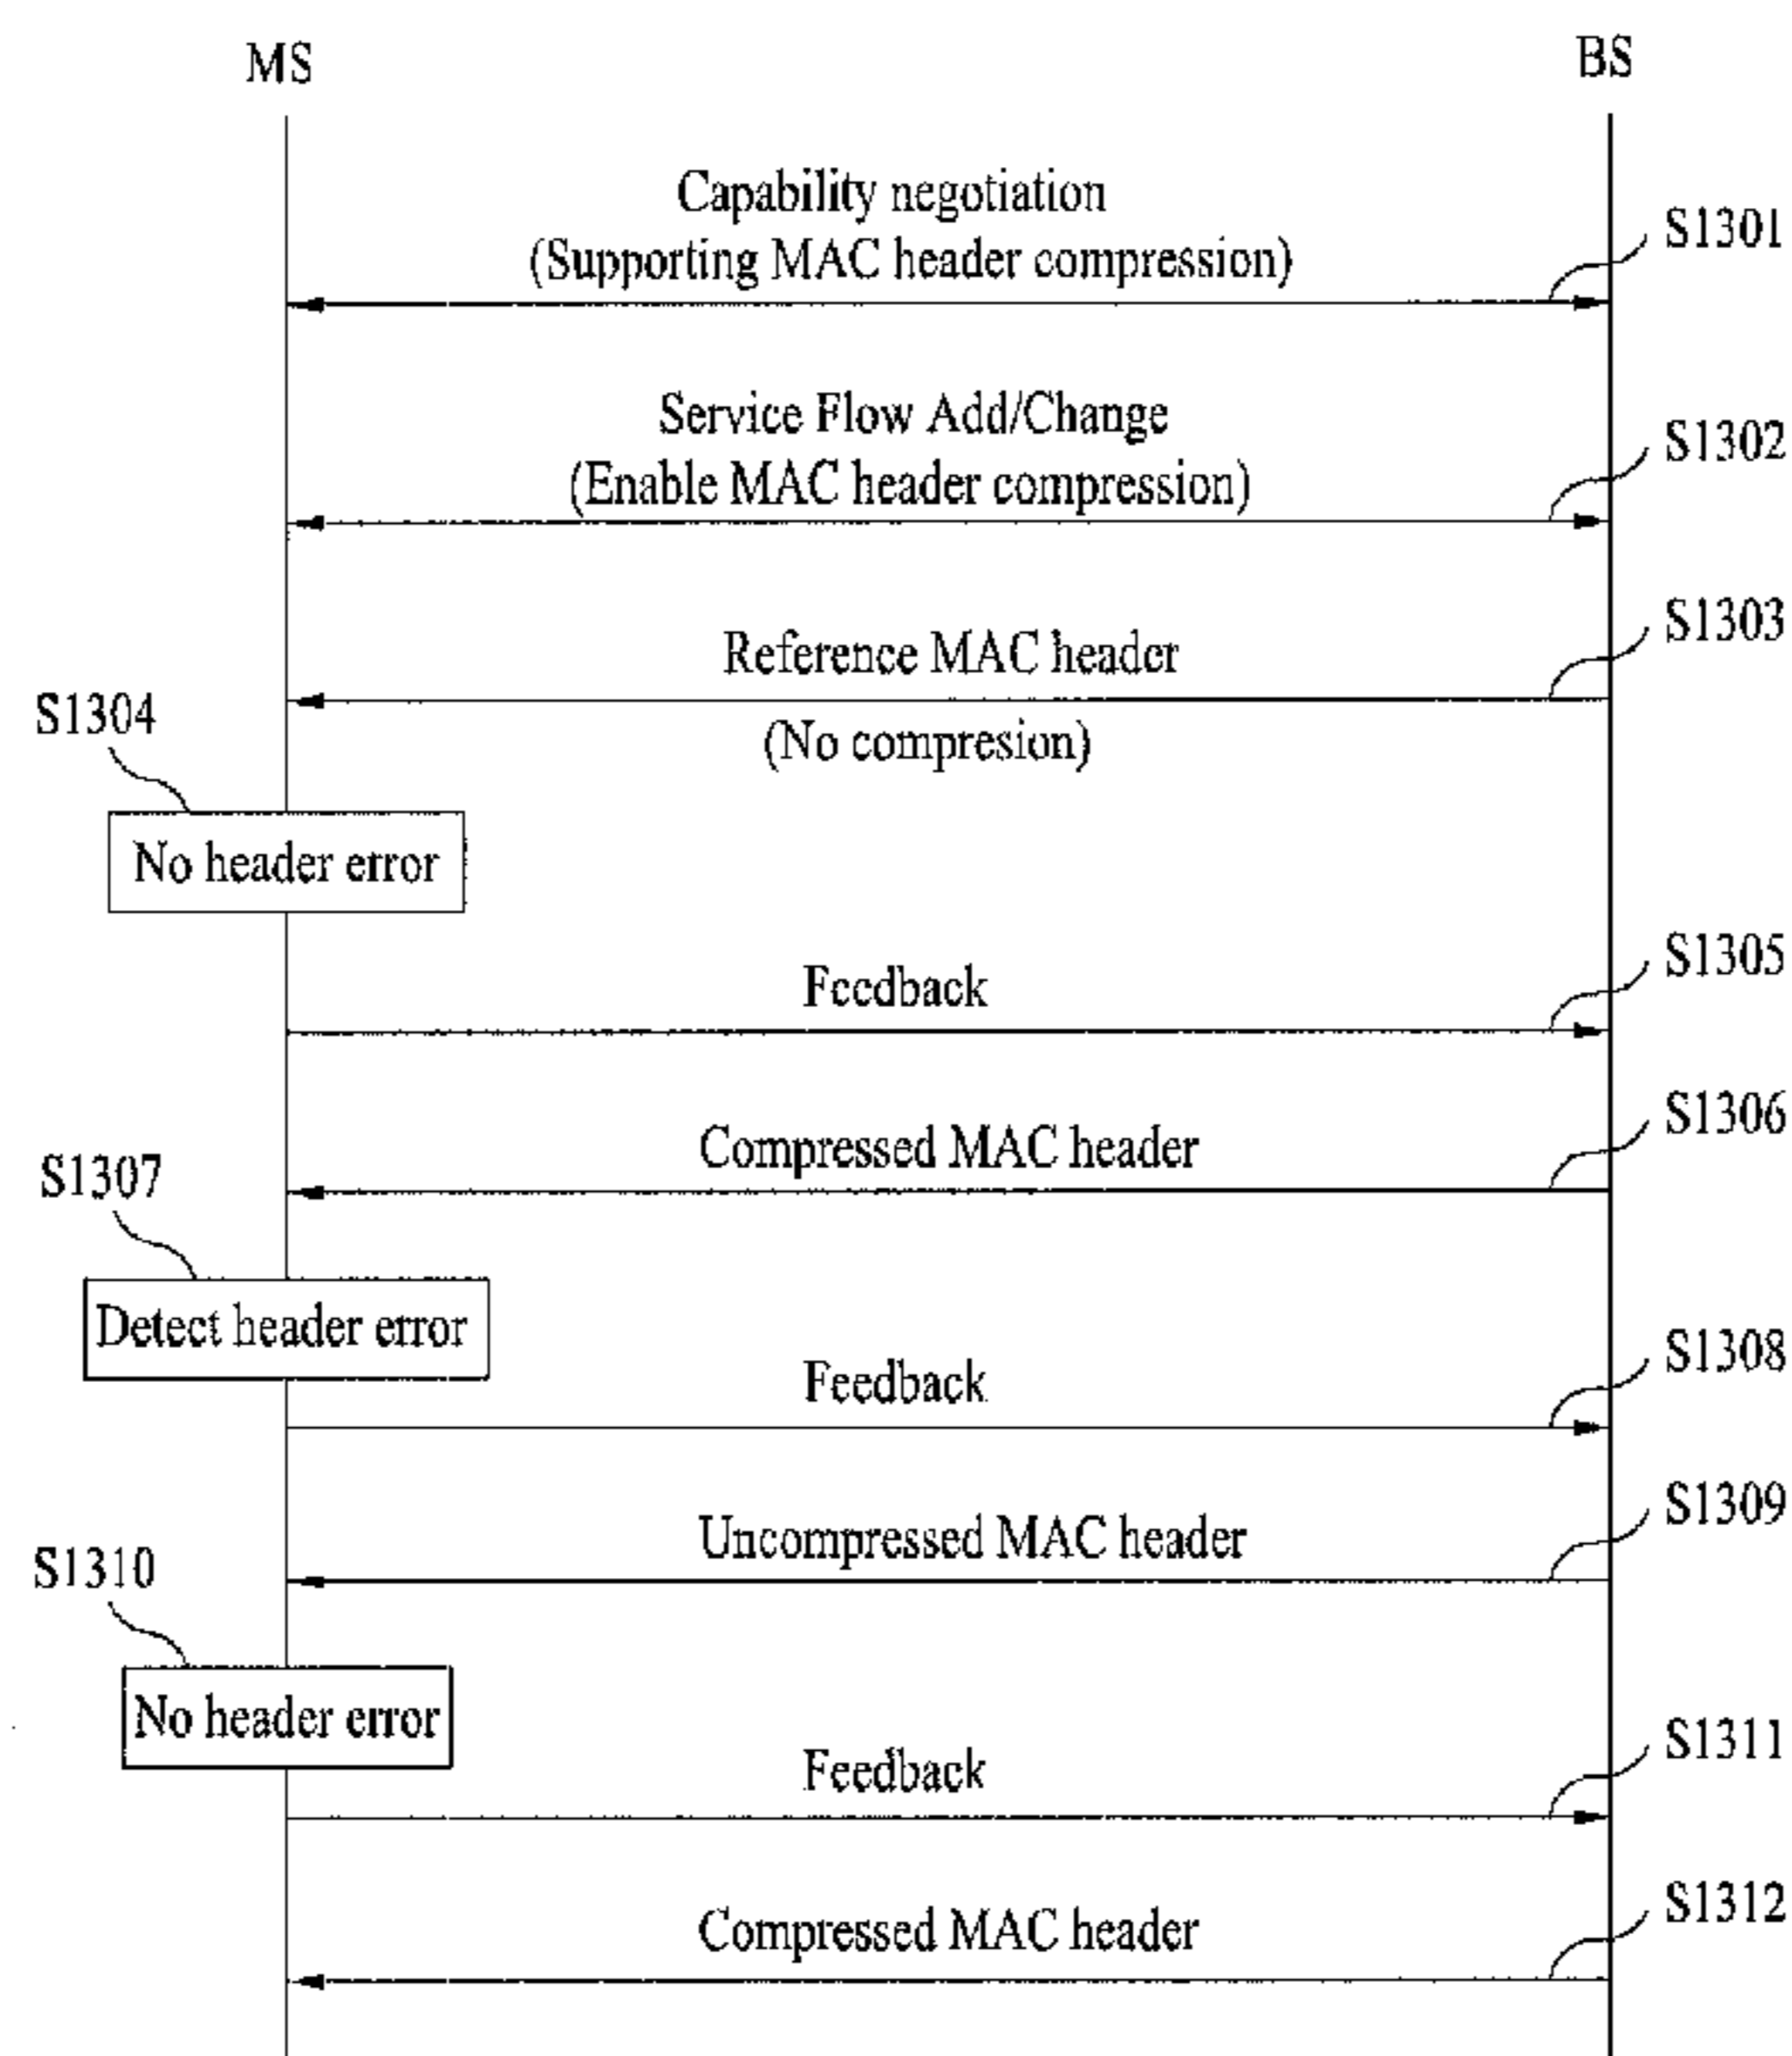 MS
BS
Capability negotiation
(Supporting MAC header compression)
S1301
Service Flow Add/Change
(Enable MAC header compression)
S1302
Reference MAC header
S1303
(No compresion)
S1304
No header error
Feedback
S1305
Compressed MAC header
S1306
S1307
Detect header error
Feedback
S1308
Uncompressed MAC header
S1309
S1310
No header error
Feedback
S1311
Compressed MAC header
S1312